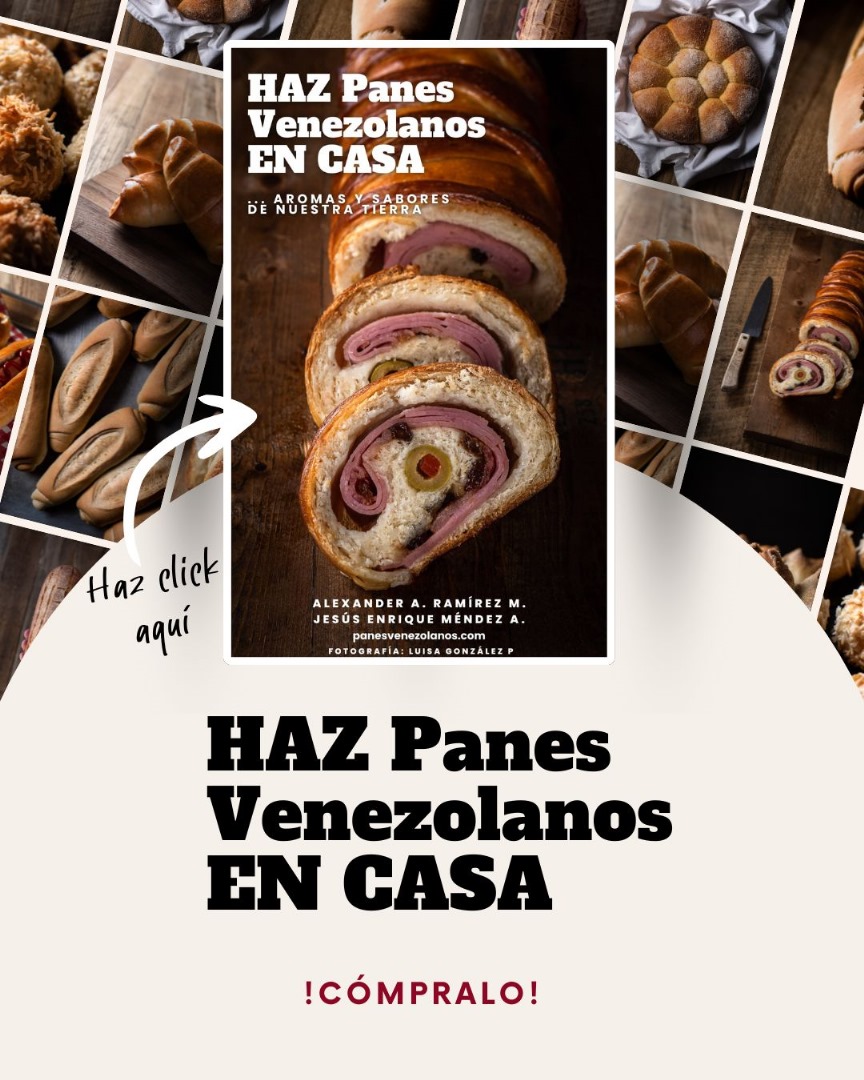 HAZ Panes
Venezolanos
EN CASA
... AROMAS Y SABORES
DE NUESTRA TIERRA
ALEXANDER A. RAMÍREZ M.
JESÚS ENRIQUE MÉNDEZ A.
panesvenezolanos.com
FOTOGRAFÍA: LUISA GONZÁLEZ P
Haz click
aquí
HAZ Panes
Venezolanos
EN CASA
!CÓMPRALO!